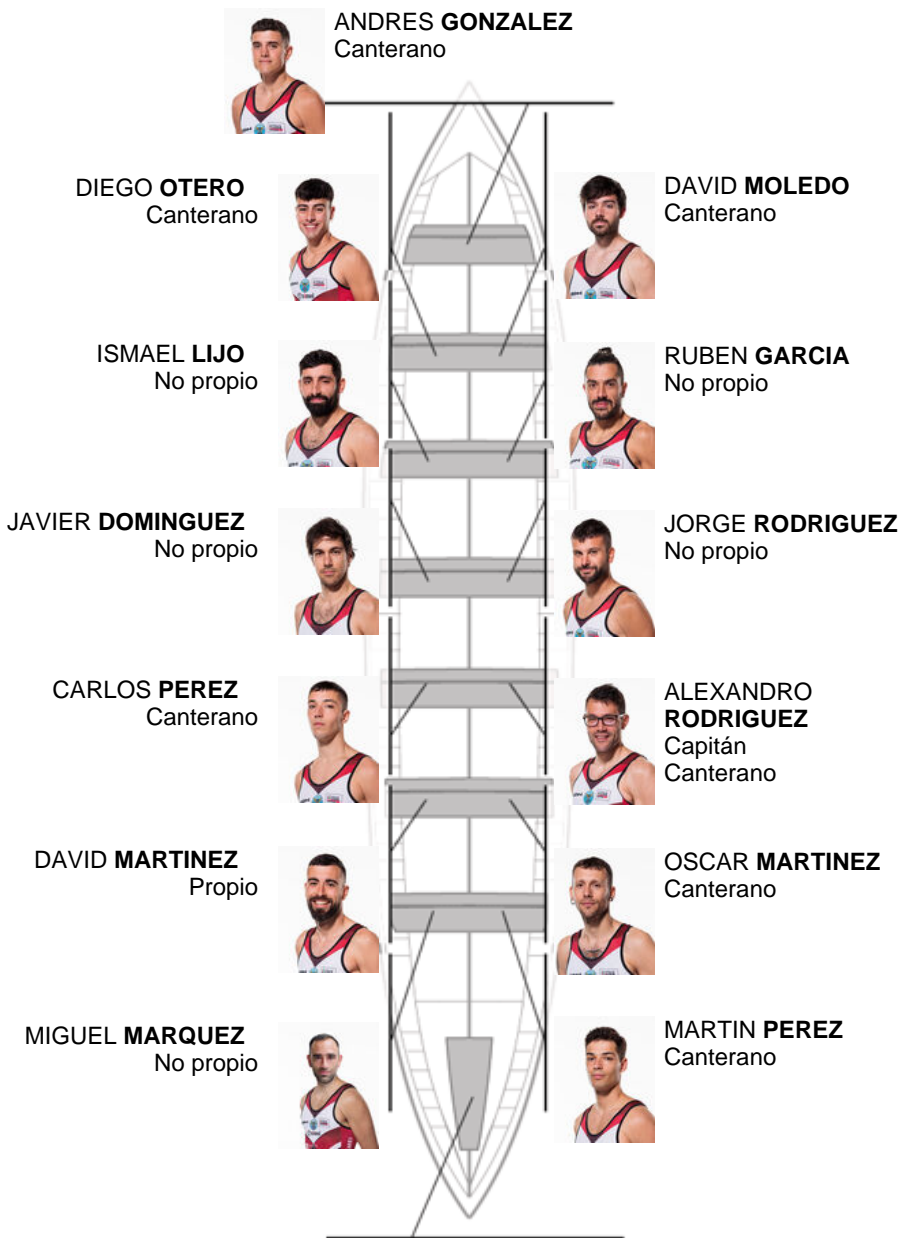 ANDRES GONZALEZ
Canterano
DIEGO OTERO
Canterano
DAVID MOLEDO
Canterano
ISMAEL LIJO
No propio
RUBEN GARCIA
No propio
JAVIER DOMINGUEZ
No propio
JORGE RODRIGUEZ
No propio
CARLOS PEREZ
Canterano
ALEXANDRO
RODRIGUEZ
Capitán
Canterano
DAVID MARTINEZ
Propio
OSCAR MARTINEZ
Canterano
MIGUEL MARQUEZ
No propio
MARTIN PEREZ
Canterano